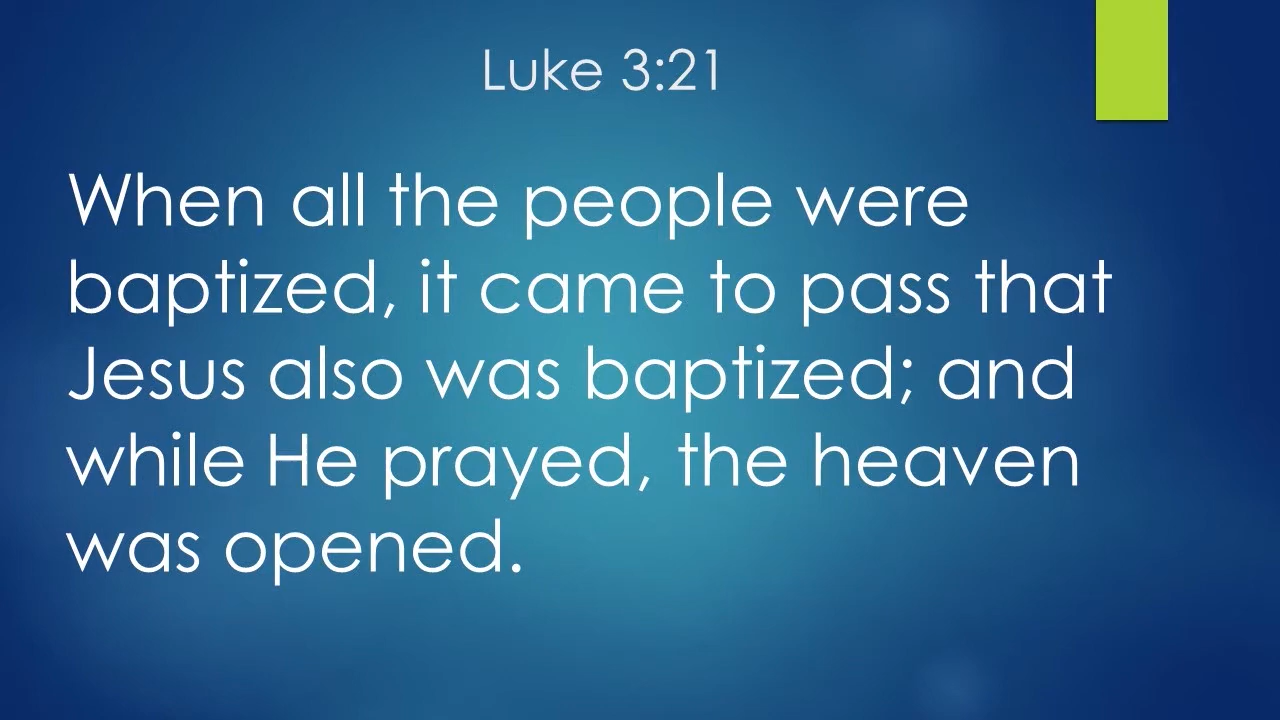 Luke 3:21
When all the people were
baptized, it came to pass that
Jesus also was baptized; and
while He prayed, the heaven
was opened.